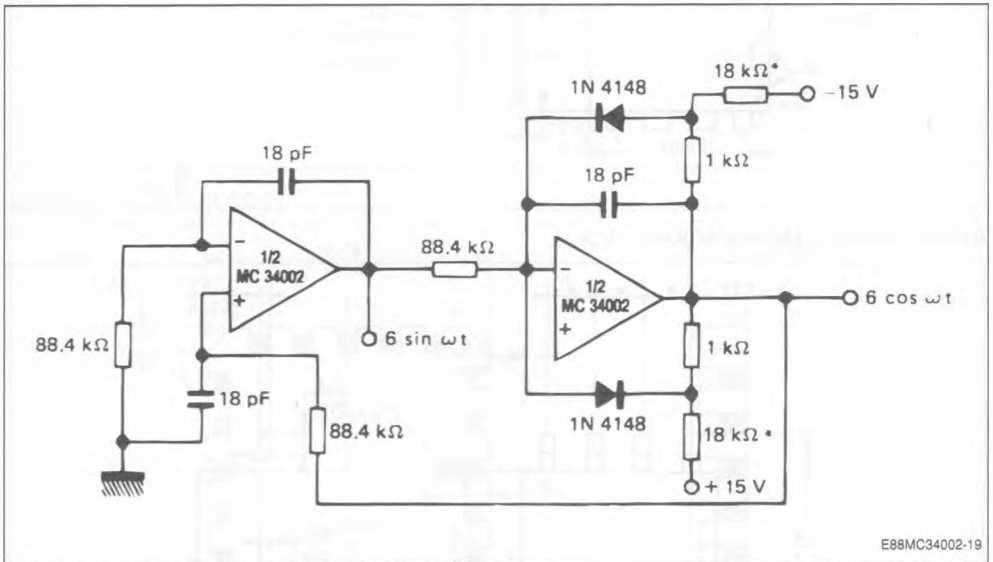 18 kΩ*
1N 4148
−15 V
1 kΩ
18 pF
18 pF
88.4 kΩ
−
1/2
MC 34002
+
−
1/2
MC 34002
+
6 cos ωt
6 sin ωt
88.4 kΩ
1 kΩ
18 pF
88.4 kΩ
1N 4148
18 kΩ*
+ 15 V
E88MC34002-19